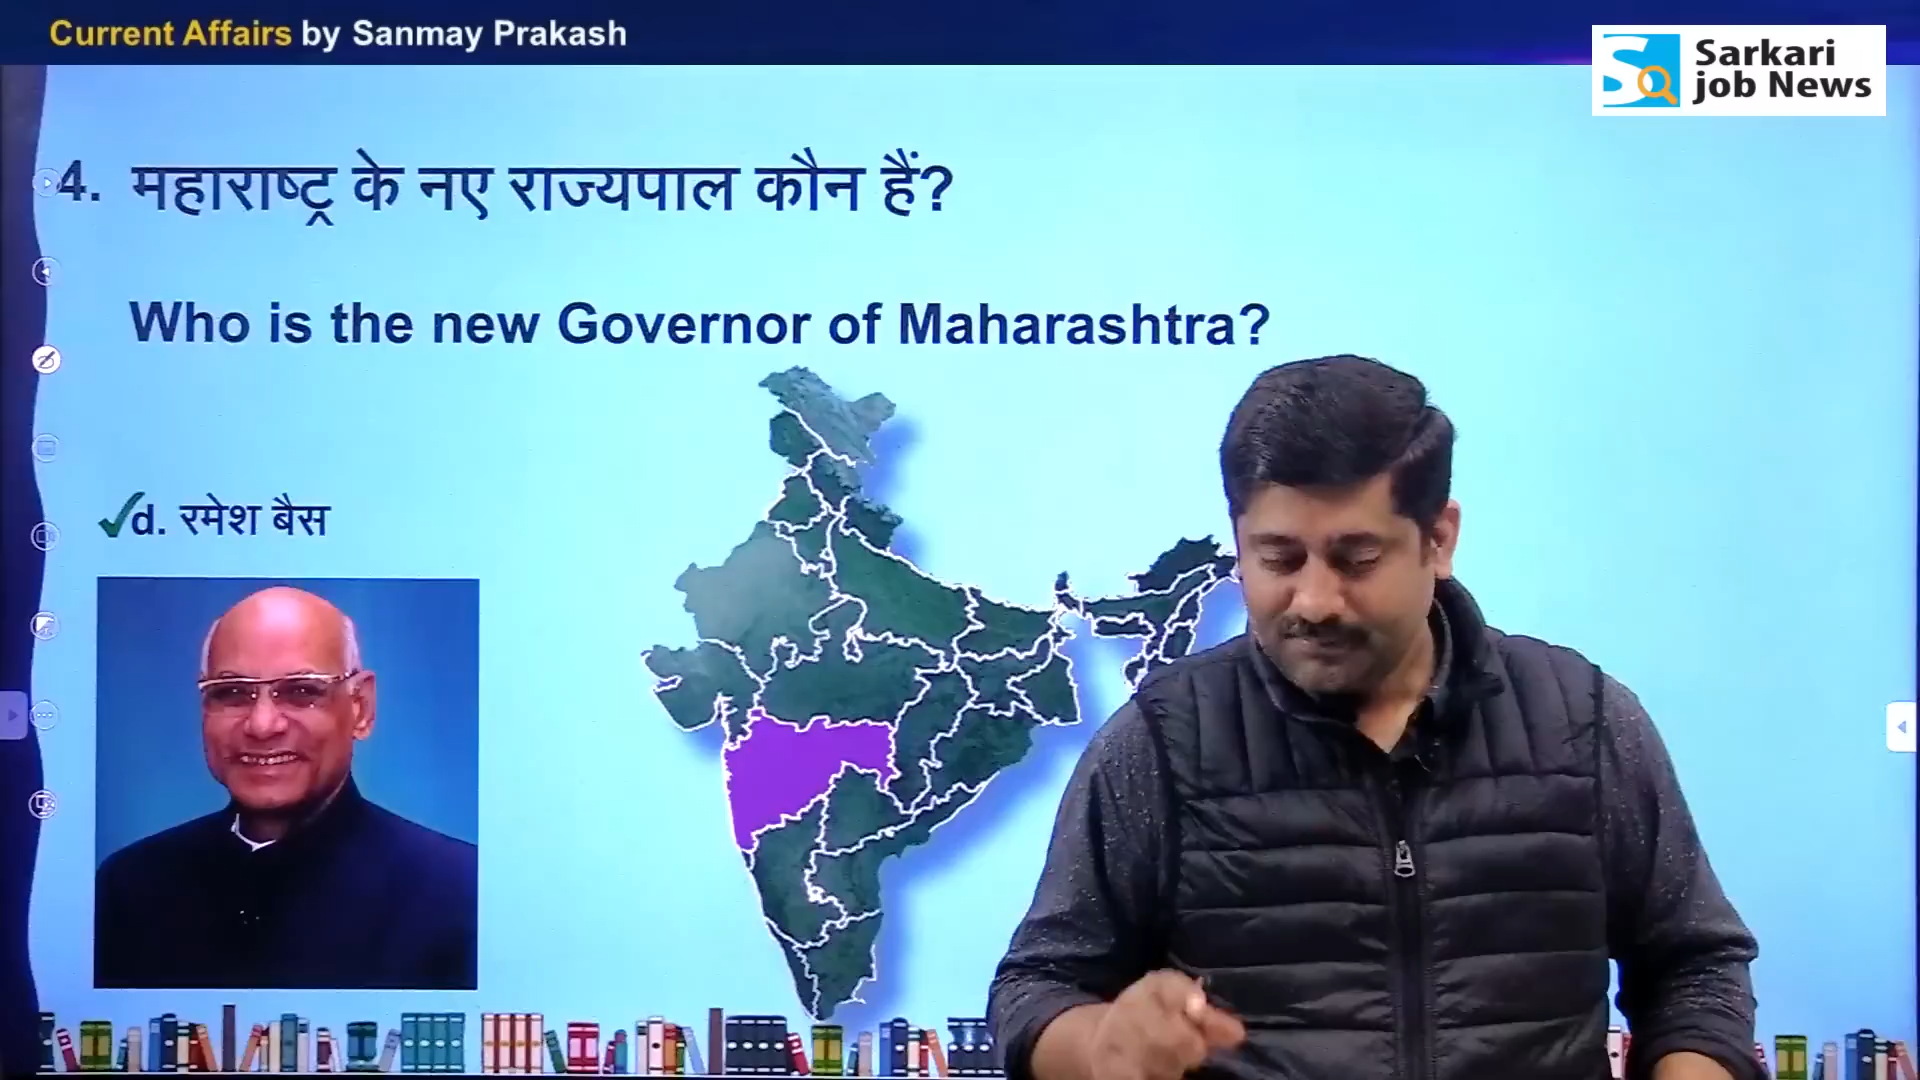 Current Affairs by Sanmay Prakash
Sarkari
job News
4. महाराष्ट्र के नए राज्यपाल कौन हैं?
Who is the new Governor of Maharashtra?
d. रमेश बैस